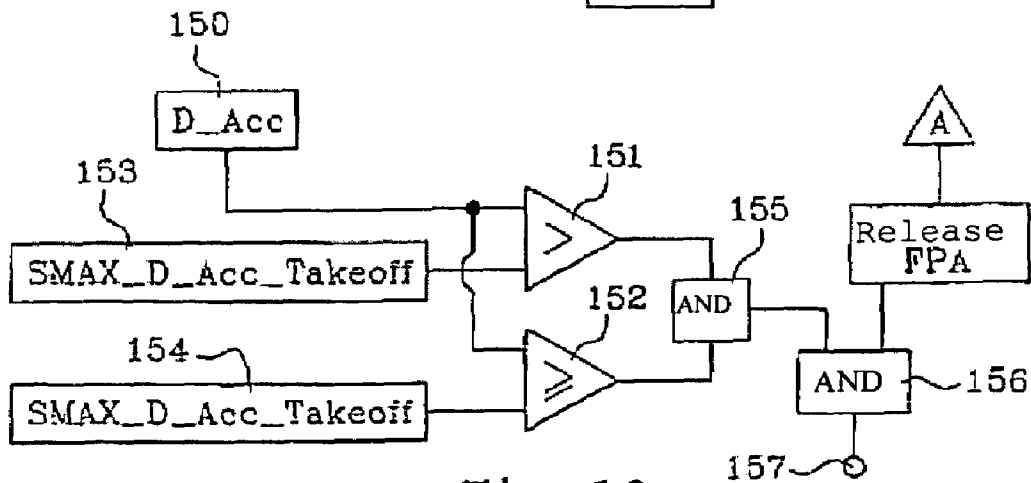 150
D_Acc
A
153
151
155
SMAX_D_Acc_Takeoff
>
Release
FPA
AND
152
154
≥
AND
156
SMAX_D_Acc_Takeoff
157